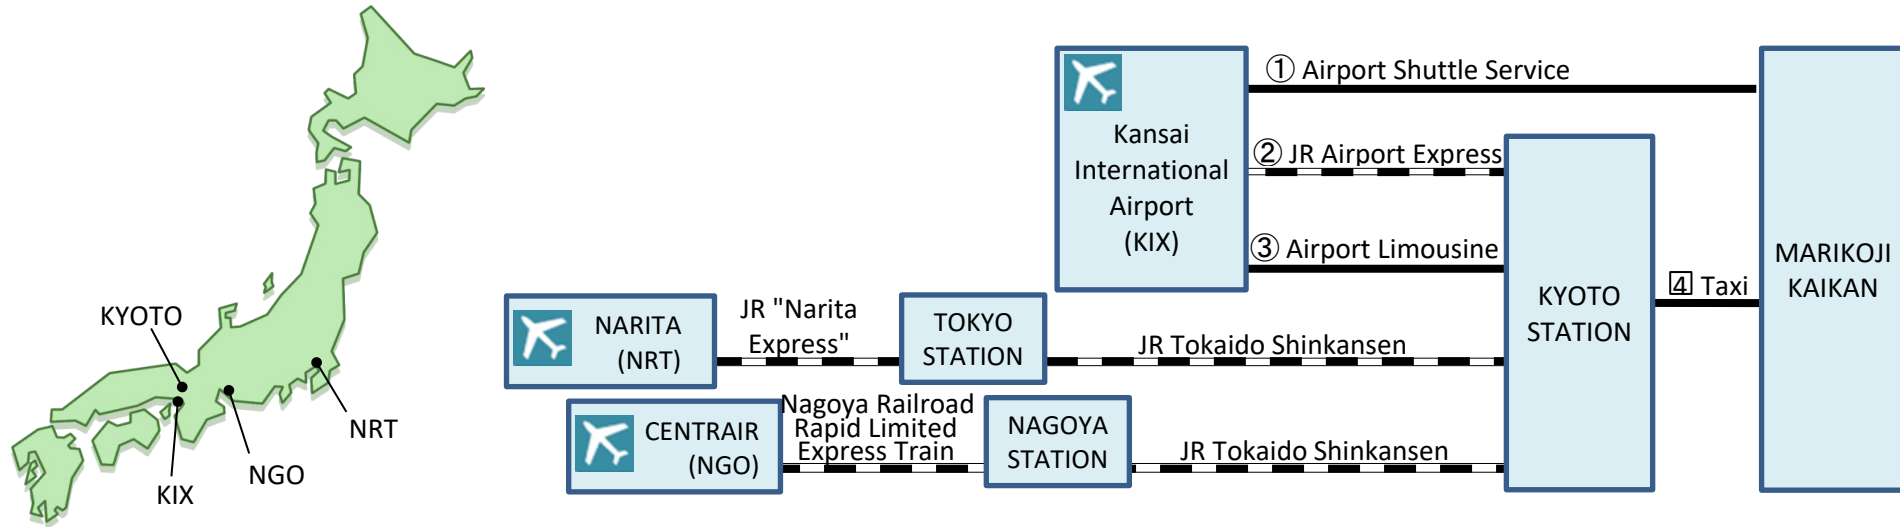 KYOTO
KIX
NGO
NRT
① Airport Shuttle Service
Kansai
International
Airport
(KIX)
② JR Airport Express
③ Airport Limousine
NARITA
(NRT)
JR "Narita
Express"
TOKYO
STATION
JR Tokaido Shinkansen
CENTRAIR
(NGO)
Nagoya Railroad
Rapid Limited
Express Train
NAGOYA
STATION
JR Tokaido Shinkansen
KYOTO
STATION
4 Taxi
MARIKOJI
KAIKAN